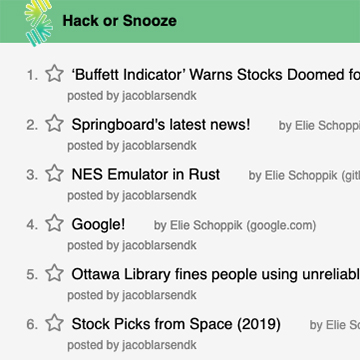 Hack or Snooze
1. ‘Buffett Indicator’ Warns Stocks Doomed fo
posted by jacoblarsendk
2. Springboard's latest news! by Elie Schopp
posted by jacoblarsendk
3. NES Emulator in Rust by Elie Schoppik (gitl
posted by jacoblarsendk
4. Google! by Elie Schoppik (google.com)
posted by jacoblarsendk
5. Ottawa Library fines people using unreliabl
posted by jacoblarsendk
6. Stock Picks from Space (2019) by Elie S
posted by jacoblarsendk